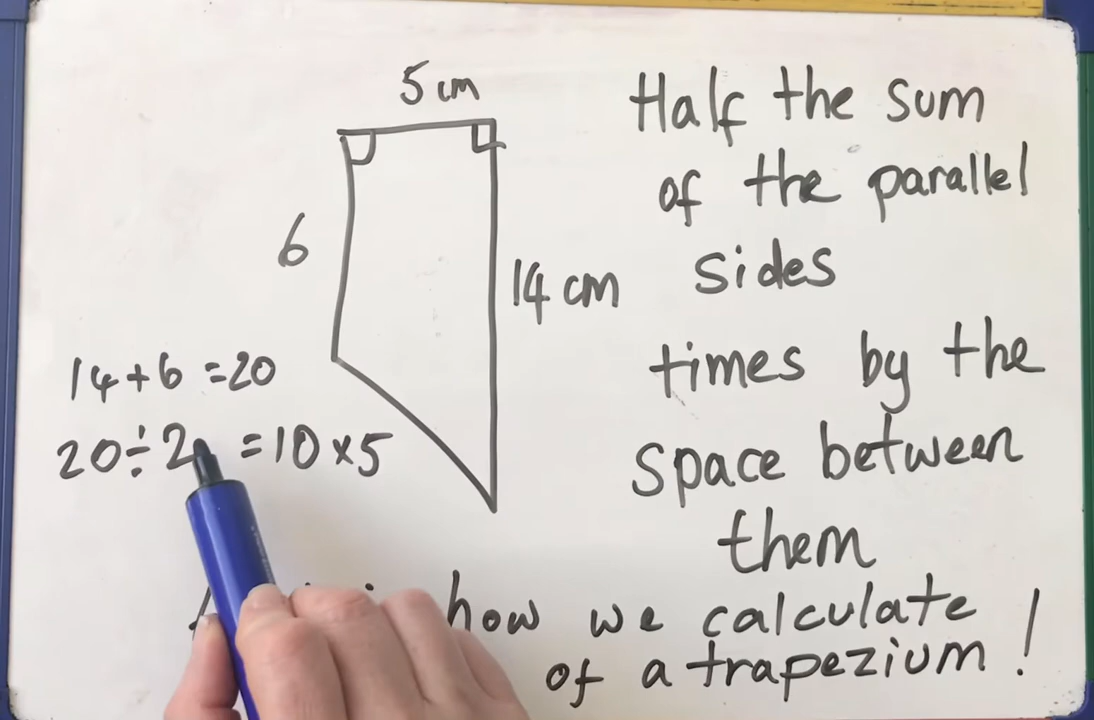 5 cm
6
14 cm
14 + 6 = 20
20 ÷ 2 = 10 × 5
Half the sum
of the parallel
sides
times by the
space between
them
how we calculate
of a trapezium !